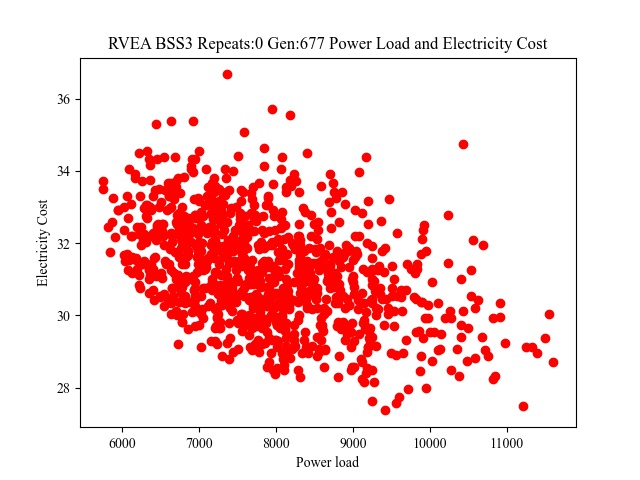 RVEA BSS3 Repeats:0 Gen:677 Power Load and Electricity Cost
36
34
32
30
28
Electricity Cost
6000 7000 8000 9000 10000 11000
Power load